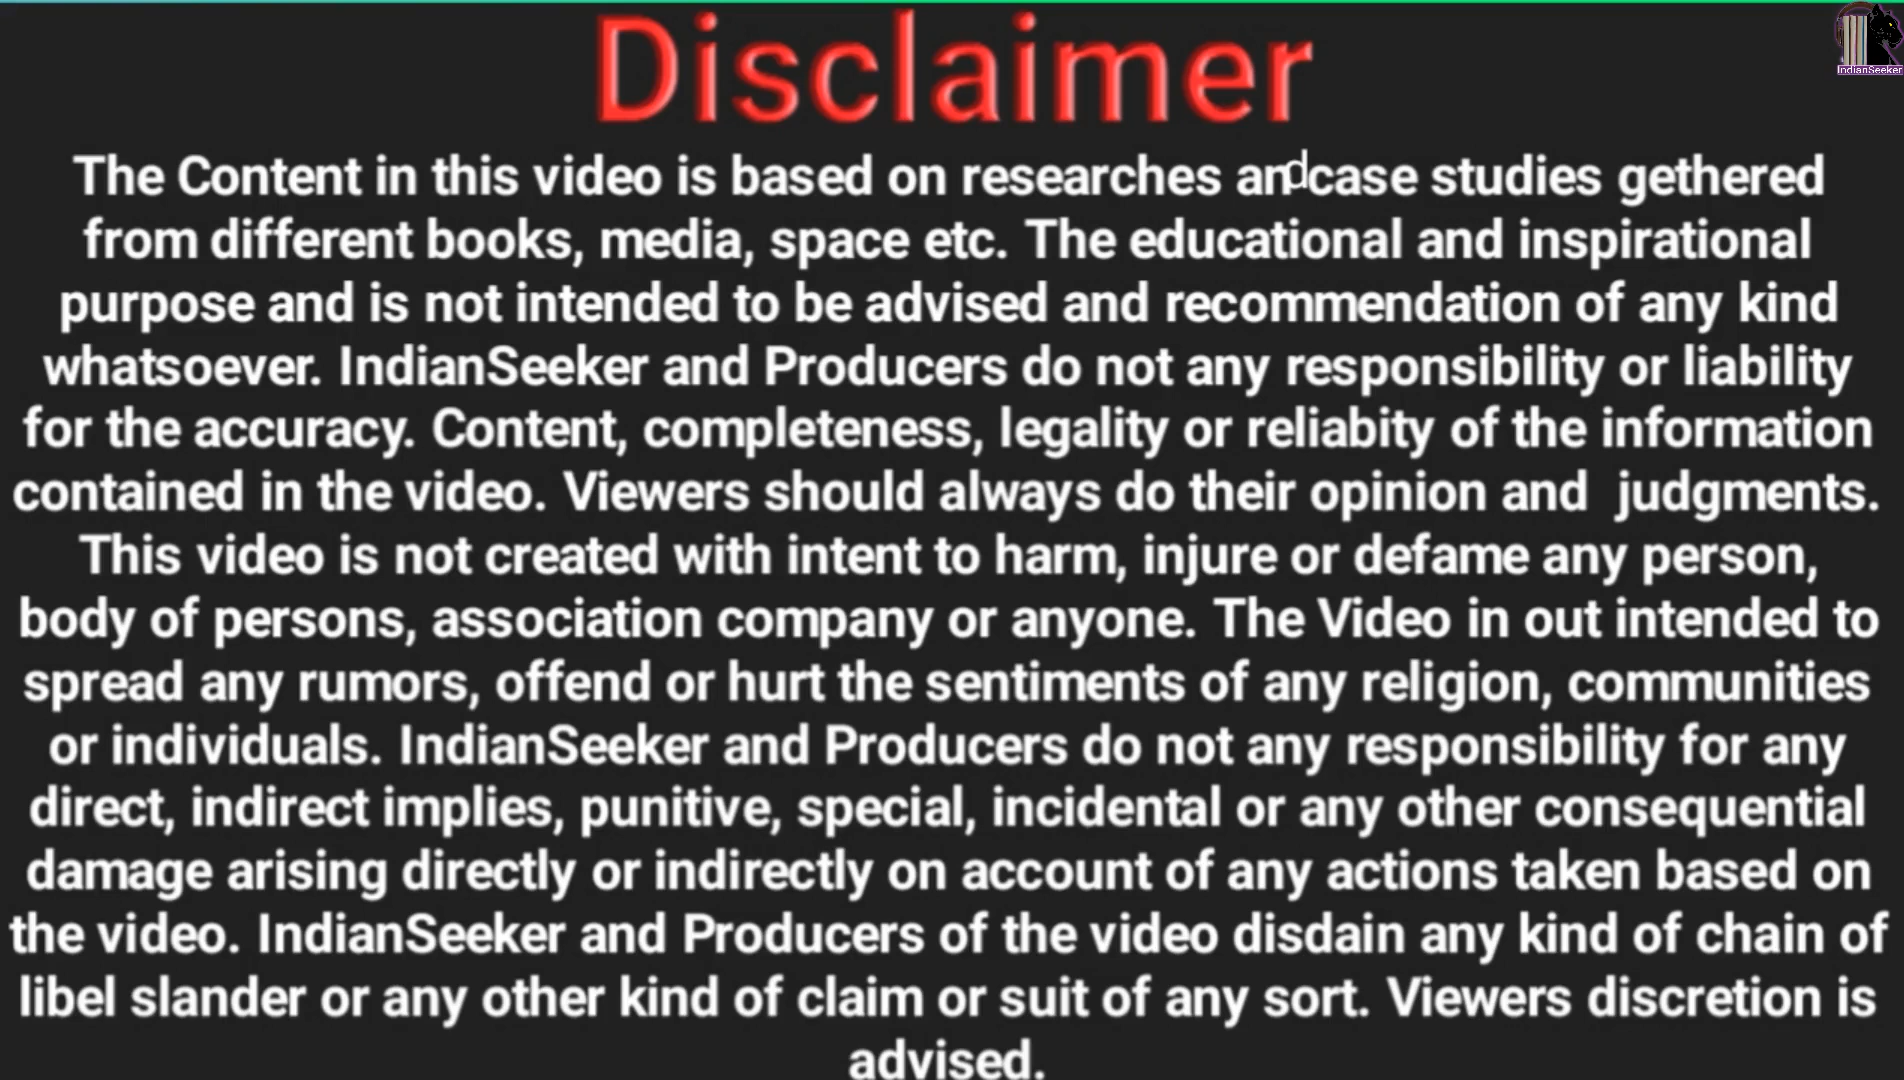 Disclaimer
IndianSeeker
The Content in this video is based on researches and case studies gethered
from different books, media, space etc. The educational and inspirational
purpose and is not intended to be advised and recommendation of any kind
whatsoever. IndianSeeker and Producers do not any responsibility or liability
for the accuracy. Content, completeness, legality or reliabity of the information
contained in the video. Viewers should always do their opinion and judgments.
This video is not created with intent to harm, injure or defame any person,
body of persons, association company or anyone. The Video in out intended to
spread any rumors, offend or hurt the sentiments of any religion, communities
or individuals. IndianSeeker and Producers do not any responsibility for any
direct, indirect implies, punitive, special, incidental or any other consequential
damage arising directly or indirectly on account of any actions taken based on
the video. IndianSeeker and Producers of the video disdain any kind of chain of
libel slander or any other kind of claim or suit of any sort. Viewers discretion is
advised.